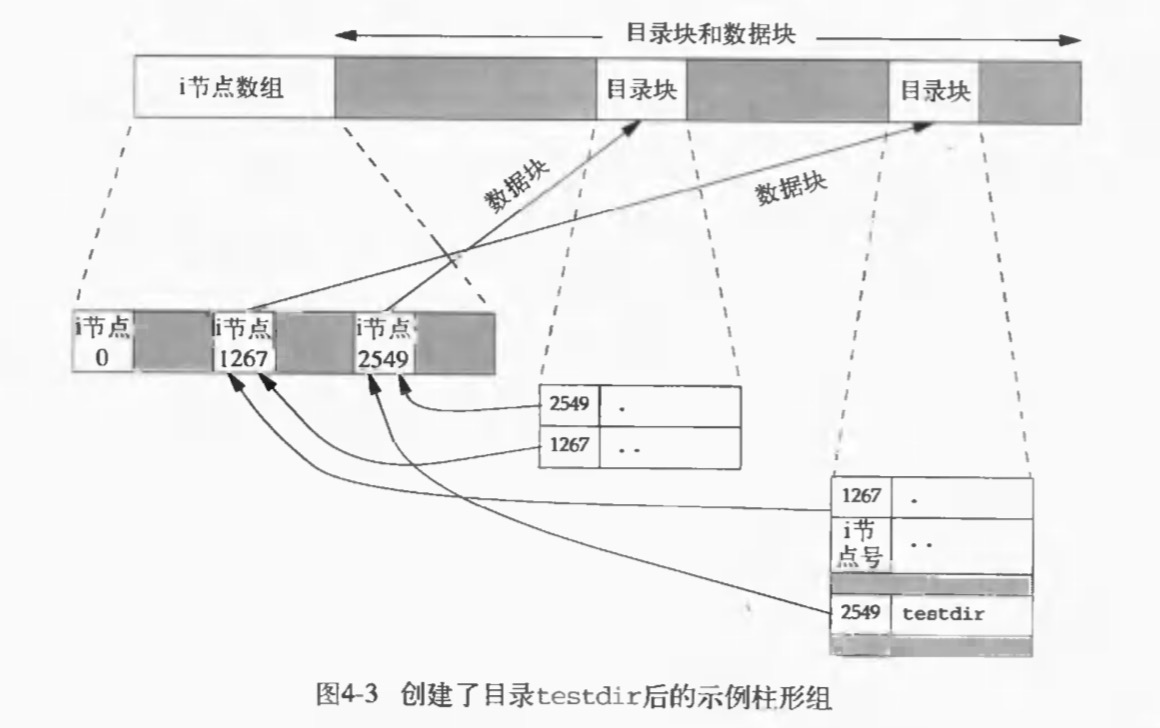 目录块和数据块
i节点数组
目录块
目录块
数据块
数据块
i节点
0
i节点
1267
i节点
2549
2549 .
1267 ..
1267 .
i节
点号 ..
2549 testdir
图4-3 创建了目录testdir后的示例柱形组